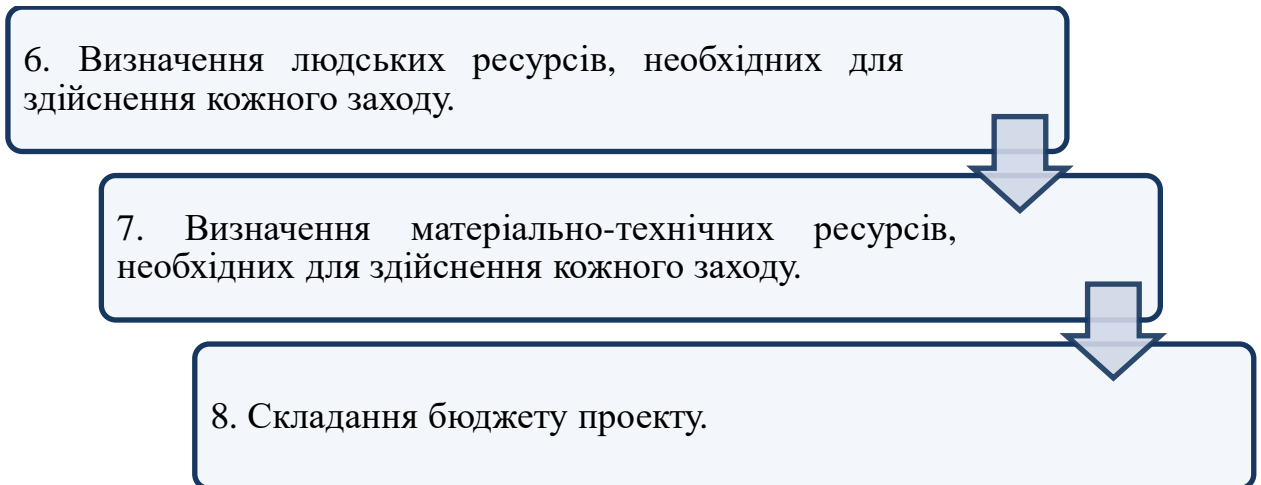 6. Визначення людських ресурсів, необхідних для
здійснення кожного заходу.
7. Визначення матеріально-технічних ресурсів,
необхідних для здійснення кожного заходу.
8. Складання бюджету проекту.